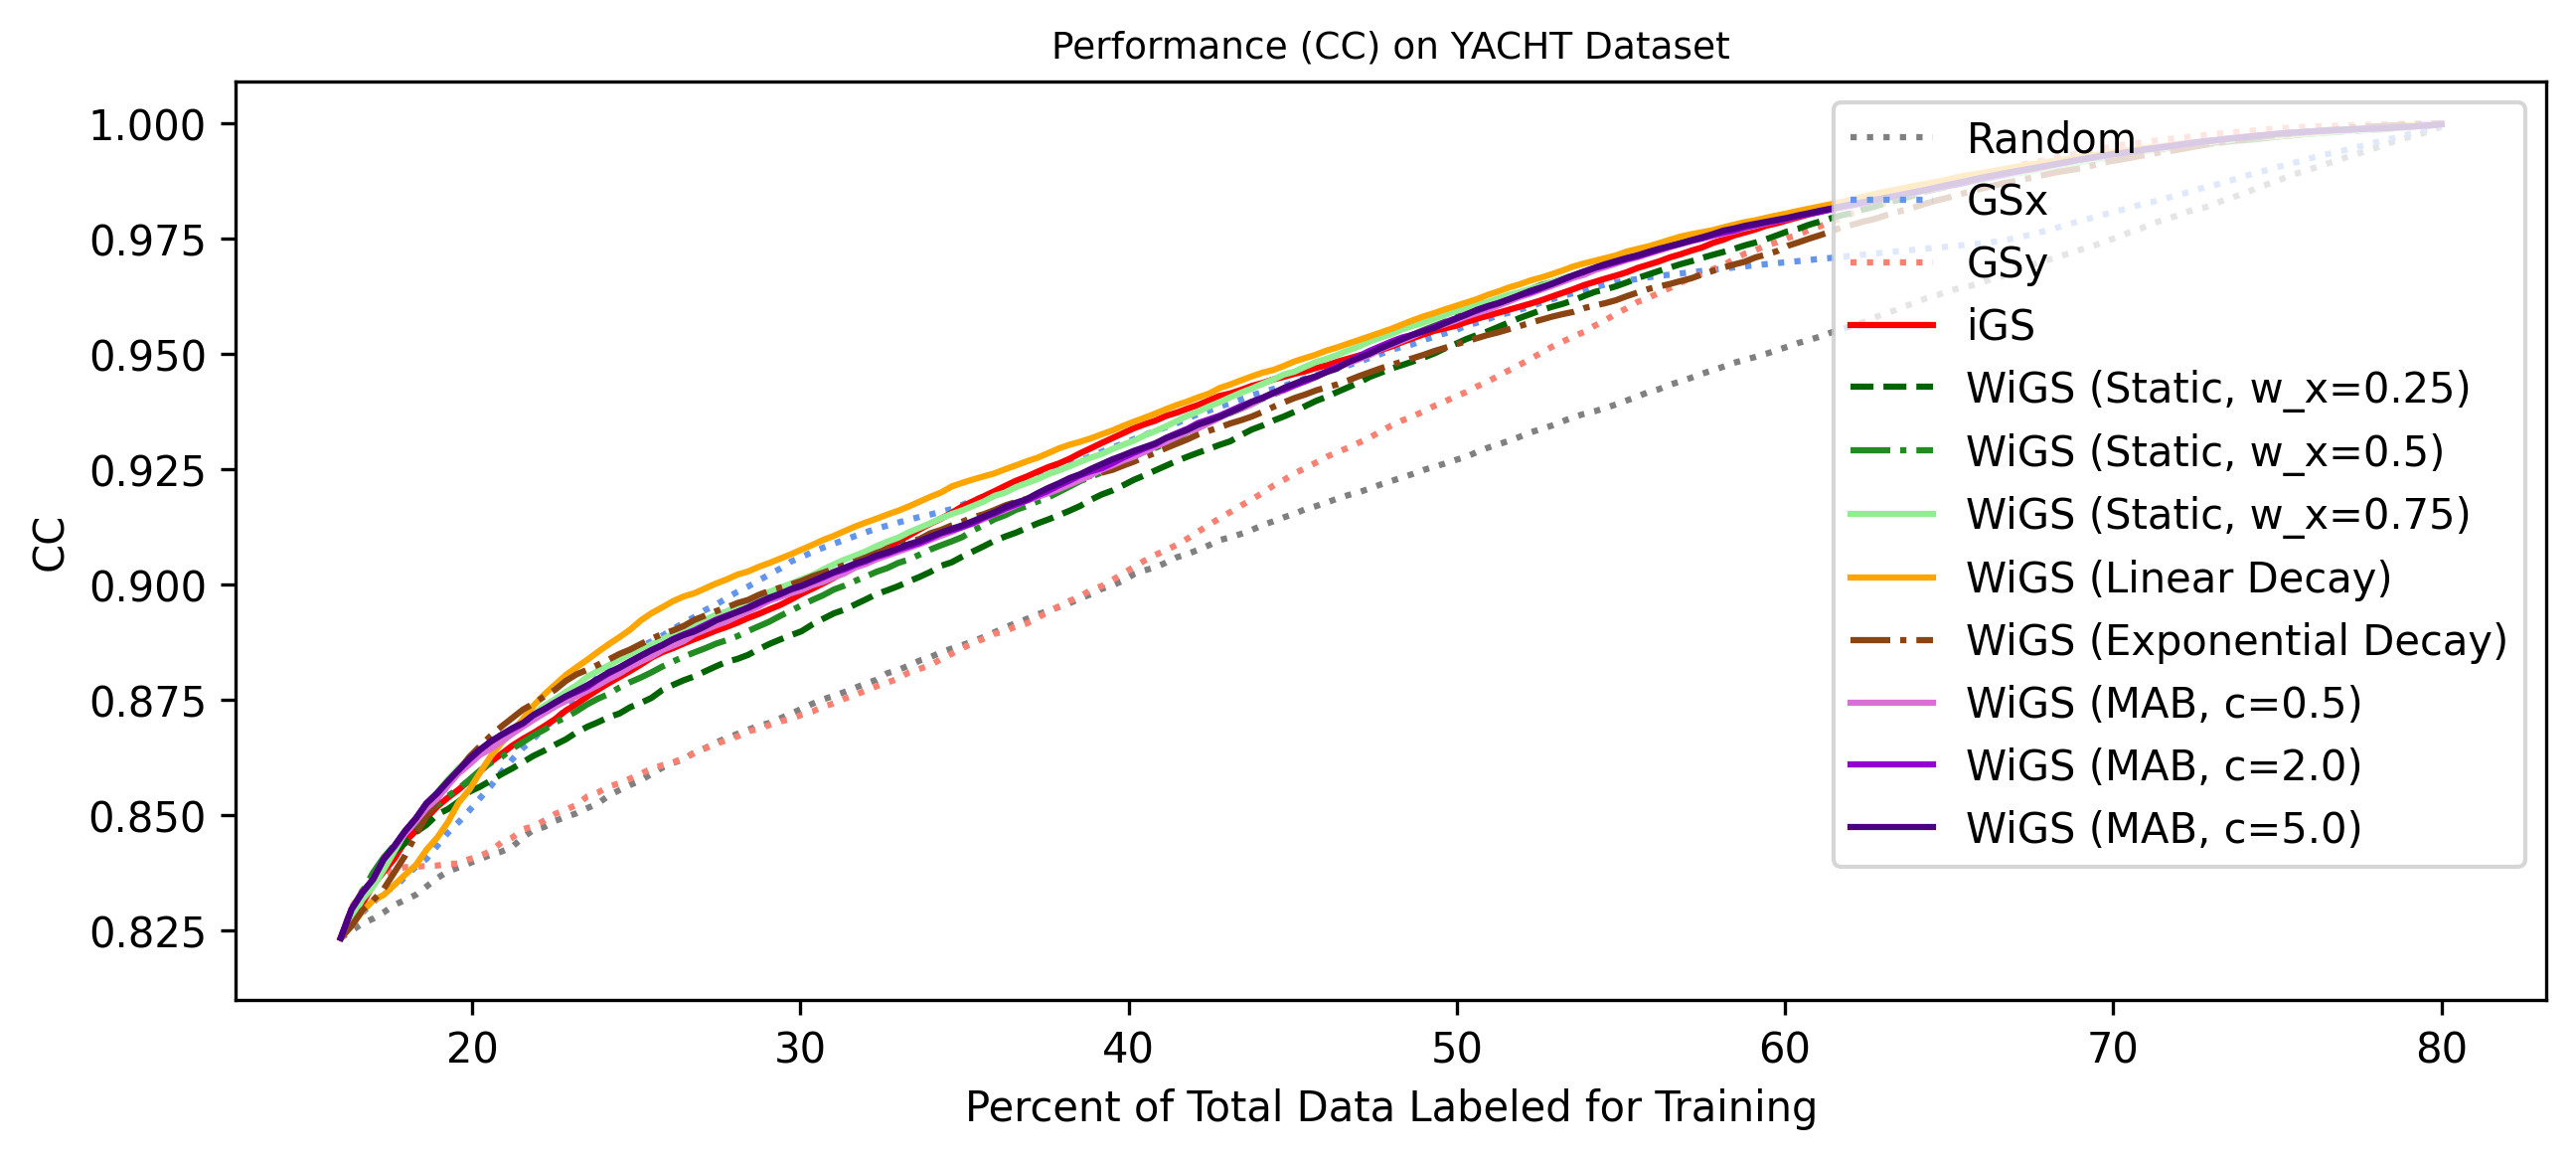 Performance (CC) on YACHT Dataset
1.000
0.975
0.950
0.925
0.900
0.875
0.850
0.825
CC
20 30 40 50 60 70 80
Percent of Total Data Labeled for Training
Random
GSx
GSy
iGS
WiGS (Static, w_x=0.25)
WiGS (Static, w_x=0.5)
WiGS (Static, w_x=0.75)
WiGS (Linear Decay)
WiGS (Exponential Decay)
WiGS (MAB, c=0.5)
WiGS (MAB, c=2.0)
WiGS (MAB, c=5.0)